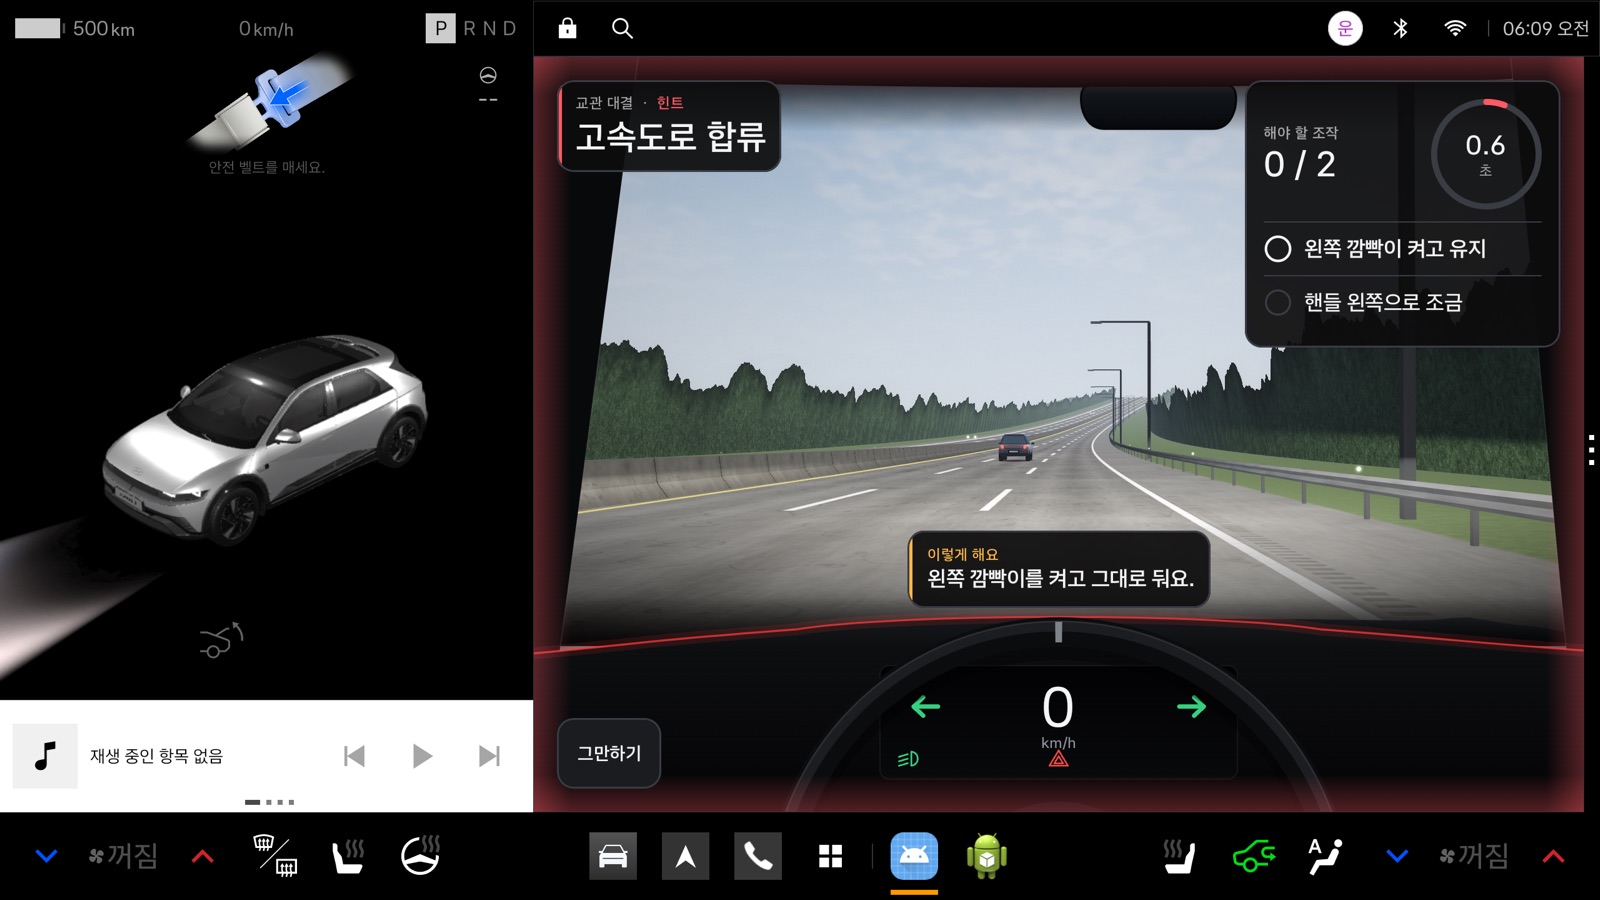 500 km
0 km/h
P R N D
06:09 오전
운
안전 벨트를 매세요.
--
교관 대결 · 힌트
고속도로 합류
해야 할 조작
0 / 2
0.6
초
왼쪽 깜빡이 켜고 유지
핸들 왼쪽으로 조금
이렇게 해요
왼쪽 깜빡이를 켜고 그대로 둬요.
0
km/h
그만하기
재생 중인 항목 없음
꺼짐
A
꺼짐